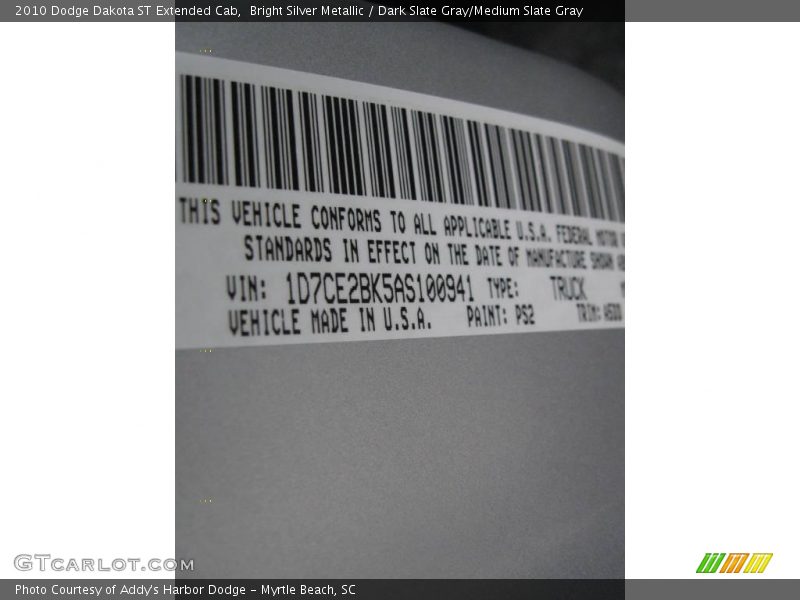 2010 Dodge Dakota ST Extended Cab,  Bright Silver Metallic / Dark Slate Gray/Medium Slate Gray
THIS VEHICLE CONFORMS TO ALL APPLICABLE U.S.A. FEDERAL MOTOR
STANDARDS IN EFFECT ON THE DATE OF MANUFACTURE SHOWN
VIN: 1D7CE2BK5AS100941 TYPE: TRUCK
VEHICLE MADE IN U.S.A. PAINT: PS2 TRIM:
GTcarlot.com
Photo Courtesy of Addy's Harbor Dodge - Myrtle Beach, SC